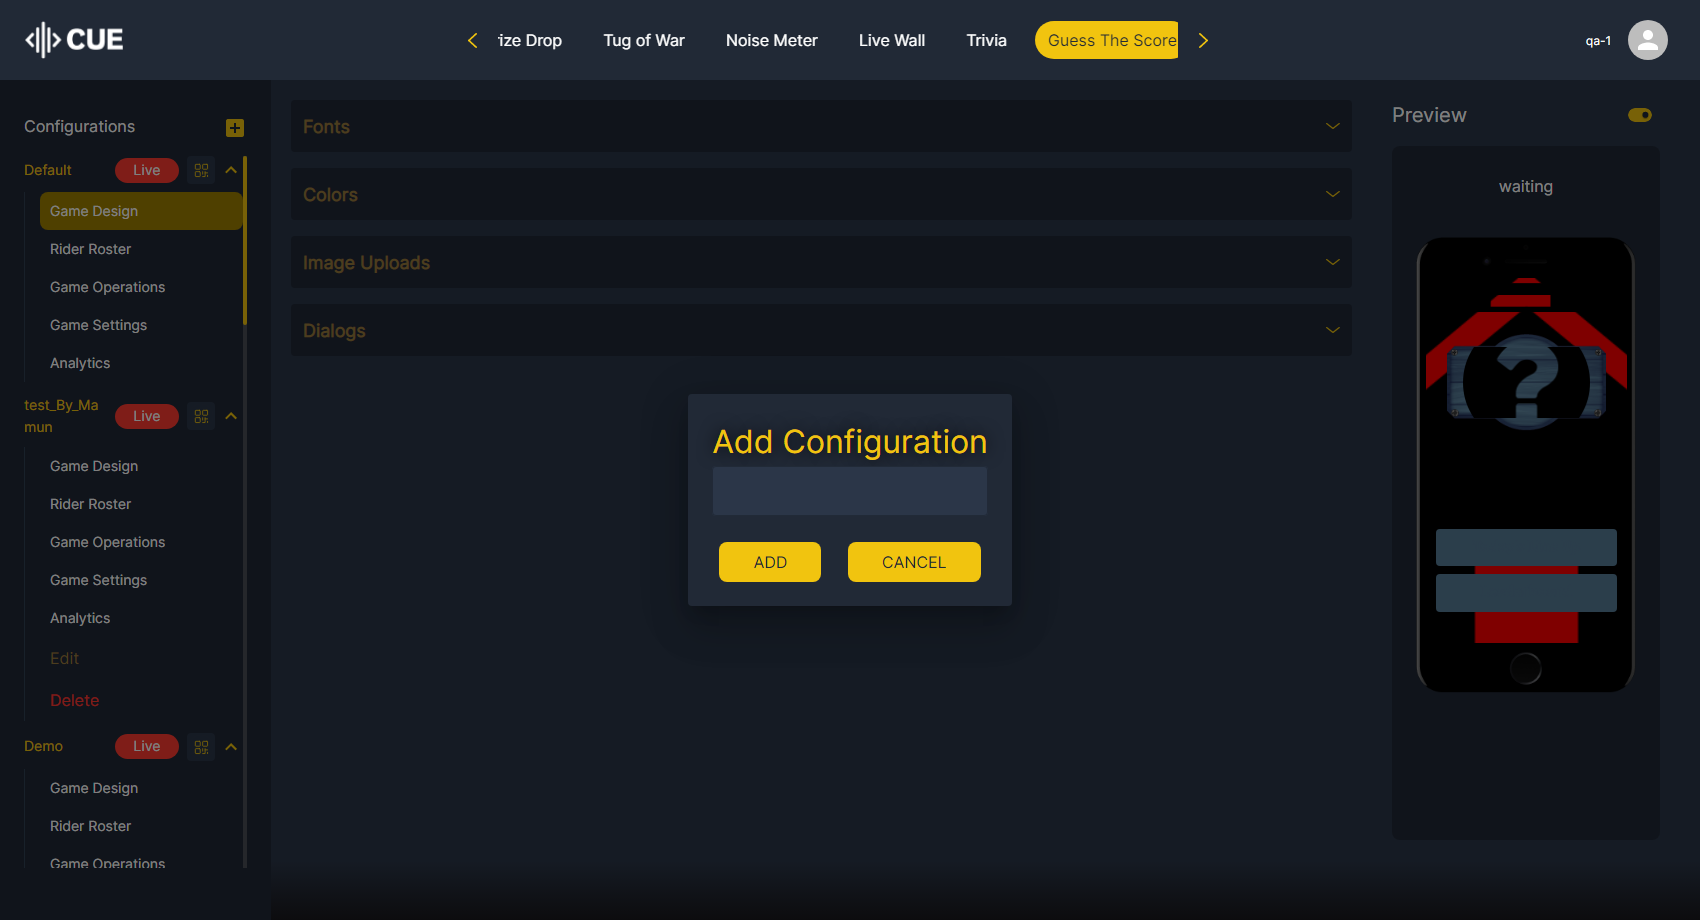 CUE
ize Drop
Tug of War
Noise Meter
Live Wall
Trivia
Guess The Score
qa-1
Configurations
Default
Live
Game Design
Rider Roster
Game Operations
Game Settings
Analytics
test_By_Ma
mun
Live
Game Design
Rider Roster
Game Operations
Game Settings
Analytics
Edit
Delete
Demo
Live
Game Design
Rider Roster
Game Operations
Fonts
Colors
Image Uploads
Dialogs
Add Configuration
ADD
CANCEL
Preview
waiting
?